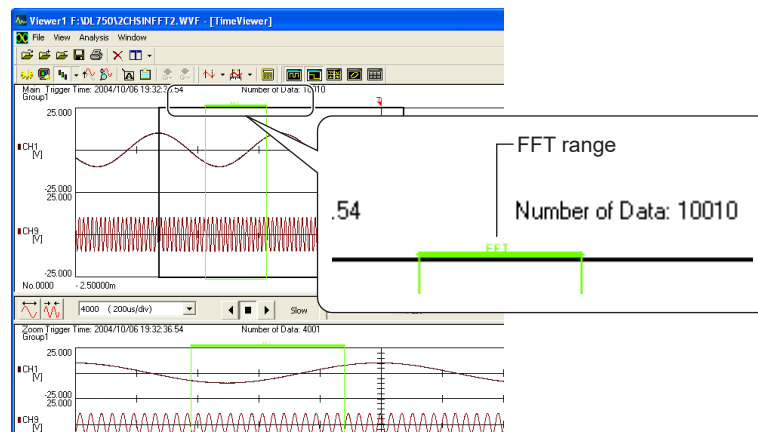 Viewer1 F:\DL750\2CHSINFFT2.WVF - [TimeViewer]
File View Analysis Window
Main Trigger Time: 2004/10/06 19:32:36.54 Number of Data: 10010
Group1
25.000
CH1
[V]
-25.000
25.000
CH9
[V]
-25.000
No.0000 -2.50000m
FFT range
.54 Number of Data: 10010
FFT
4000 (200us/div) Slow
Zoom Trigger Time: 2004/10/06 19:32:36.54 Number of Data: 4001
Group1
25.000
CH1
[V]
-25.000
25.000
CH9
[V]